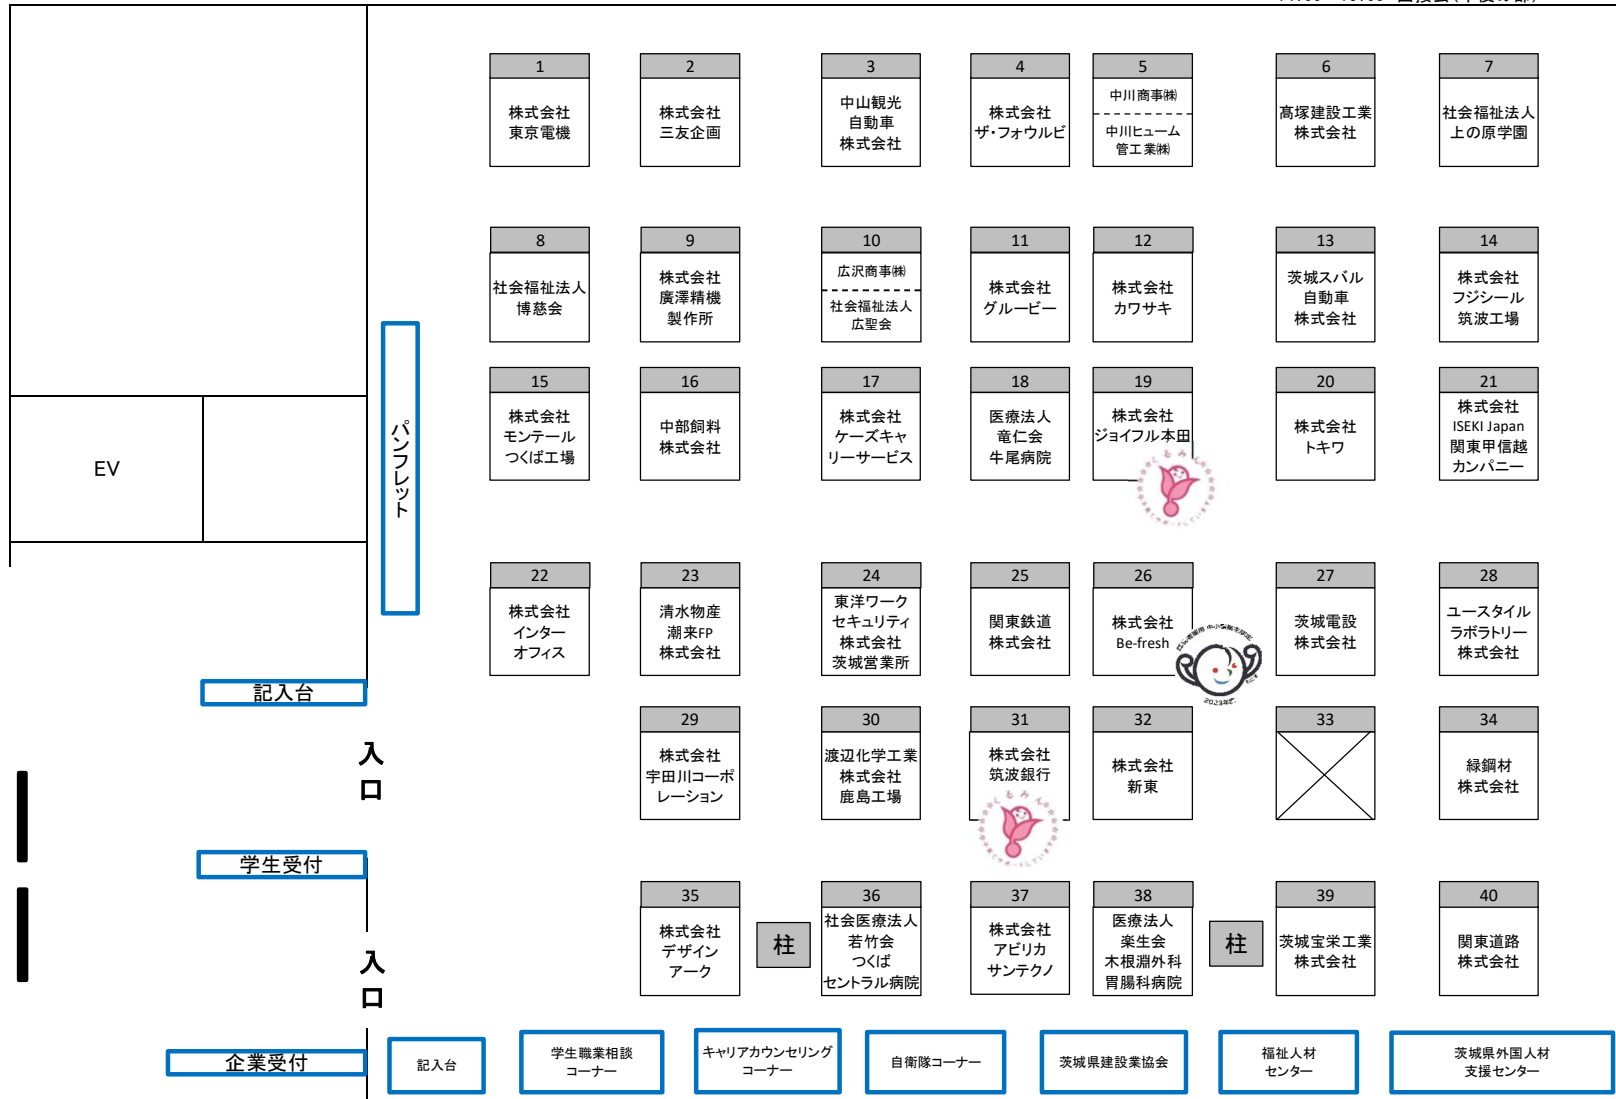 1
株式会社
東京電機
2
株式会社
三友企画
3
中山観光
自動車
株式会社
4
株式会社
ザ・フォウルビ
5
中川商事㈱
中川ヒューム
管工業㈱
6
髙塚建設工業
株式会社
7
社会福祉法人
上の原学園
8
社会福祉法人
博慈会
9
株式会社
廣澤精機
製作所
10
広沢商事㈱
社会福祉法人
広聖会
11
株式会社
グルービー
12
株式会社
カワサキ
13
茨城スバル
自動車
株式会社
14
株式会社
フジシール
筑波工場
15
株式会社
モンテール
つくば工場
16
中部飼料
株式会社
17
株式会社
ケーズキャ
リーサービス
18
医療法人
竜仁会
牛尾病院
19
株式会社
ジョイフル本田
くるみん
20
株式会社
トキワ
21
株式会社
ISEKI Japan
関東甲信越
カンパニー
EV
パンフレット
22
株式会社
インター
オフィス
23
清水物産
潮来FP
株式会社
24
東洋ワーク
セキュリティ
株式会社
茨城営業所
25
関東鉄道
株式会社
26
株式会社
Be-fresh
2023年度
27
茨城電設
株式会社
28
ユースタイル
ラボラトリー
株式会社
記入台
入口
29
株式会社
宇田川コーポ
レーション
30
渡辺化学工業
株式会社
鹿島工場
31
株式会社
筑波銀行
くるみん
32
株式会社
新東
33
34
緑鋼材
株式会社
学生受付
入口
35
株式会社
デザイン
アーク
柱
36
社会医療法人
若竹会
つくば
セントラル病院
37
株式会社
アビリカ
サンテクノ
38
医療法人
楽生会
木根淵外科
胃腸科病院
柱
39
茨城宝栄工業
株式会社
40
関東道路
株式会社
企業受付
記入台
学生職業相談
コーナー
キャリアカウンセリング
コーナー
自衛隊コーナー
茨城県建設業協会
福祉人材
センター
茨城県外国人材
支援センター